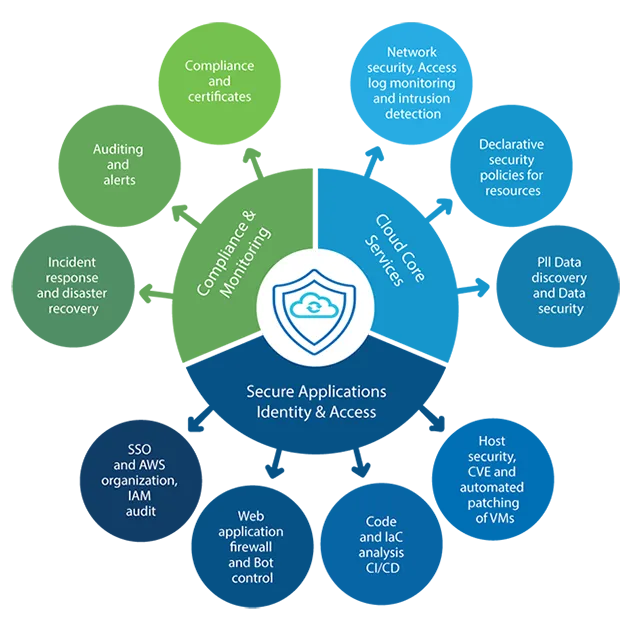 Compliance
and
certificates
Network
security, Access
log monitoring
and intrusion
detection
Auditing
and
alerts
Declarative
security
policies for
resources
Incident
response
and disaster
recovery
Compliance &
Monitoring
Cloud Core
Services
PII Data
discovery
and Data
security
Secure Applications
Identity & Access
SSO
and AWS
organization,
IAM
audit
Web
application
firewall
and Bot
control
Code
and IaC
analysis
CI/CD
Host
security,
CVE and
automated
patching
of VMs